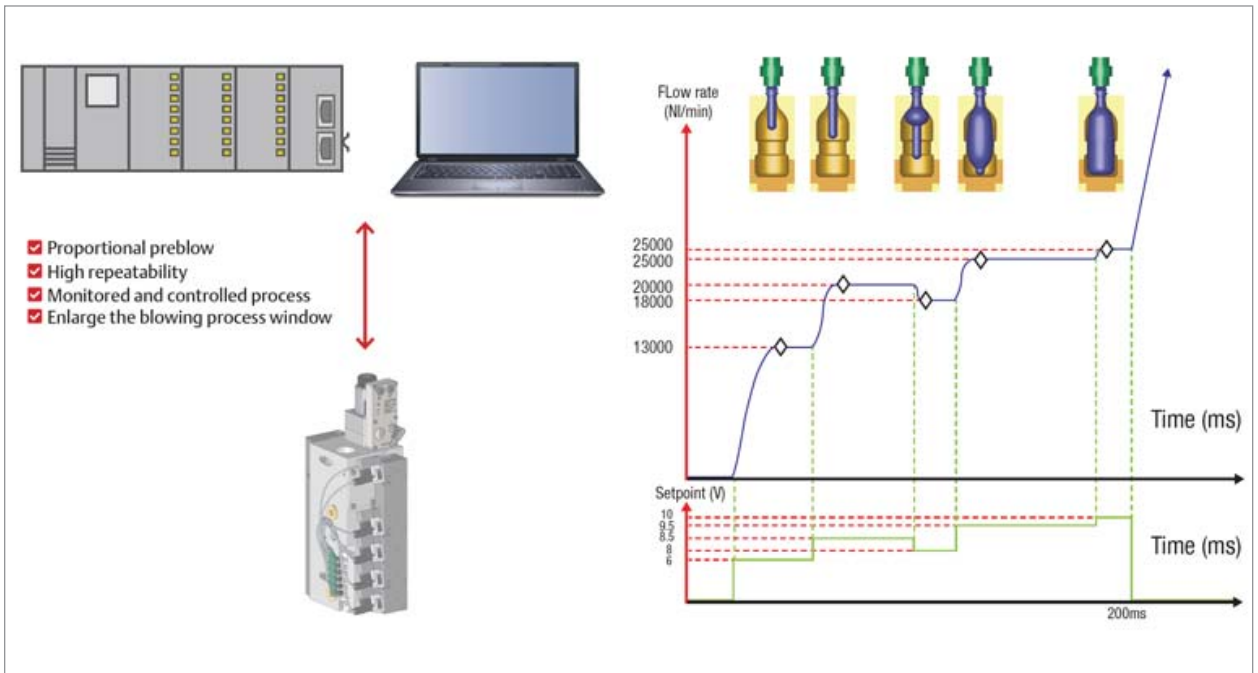 Proportional preblow
High repeatability
Monitored and controlled process
Enlarge the blowing process window
FLow rate
(Nl/min)
25000
25000
20000
18000
13000
Time (ms)
Setpoint (V)
10
9.5
8.5
8
6
Time (ms)
200ms